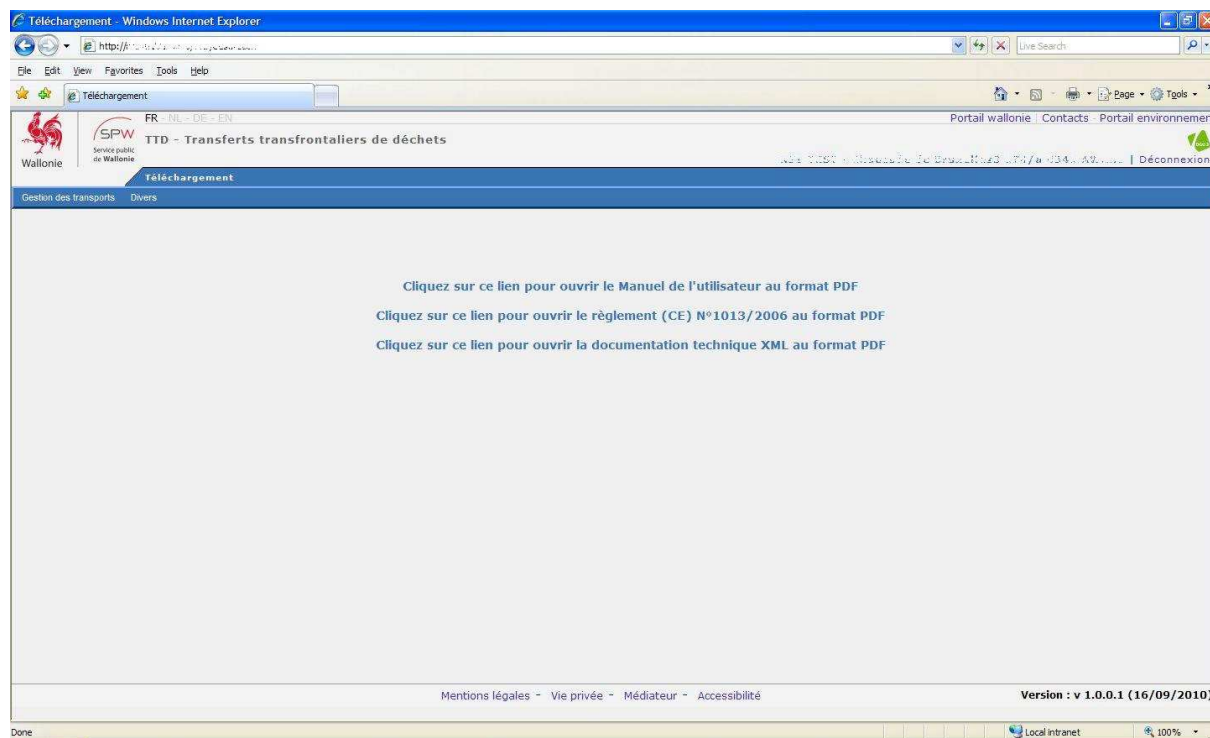 Téléchargement - Windows Internet Explorer
http://
Live Search
File Edit View Favorites Tools Help
Téléchargement
Page Tools
FR - NL - DE - EN
Portail wallonie | Contacts - Portail environnemen
SPW
Service public
de Wallonie
Wallonie
TTD - Transferts transfrontaliers de déchets
| Déconnexion
Téléchargement
Gestion des transports Divers
Cliquez sur ce lien pour ouvrir le Manuel de l'utilisateur au format PDF
Cliquez sur ce lien pour ouvrir le règlement (CE) N°1013/2006 au format PDF
Cliquez sur ce lien pour ouvrir la documentation technique XML au format PDF
Mentions légales - Vie privée - Médiateur - Accessibilité
Version : v 1.0.0.1 (16/09/2010)
Done
Local intranet
100%